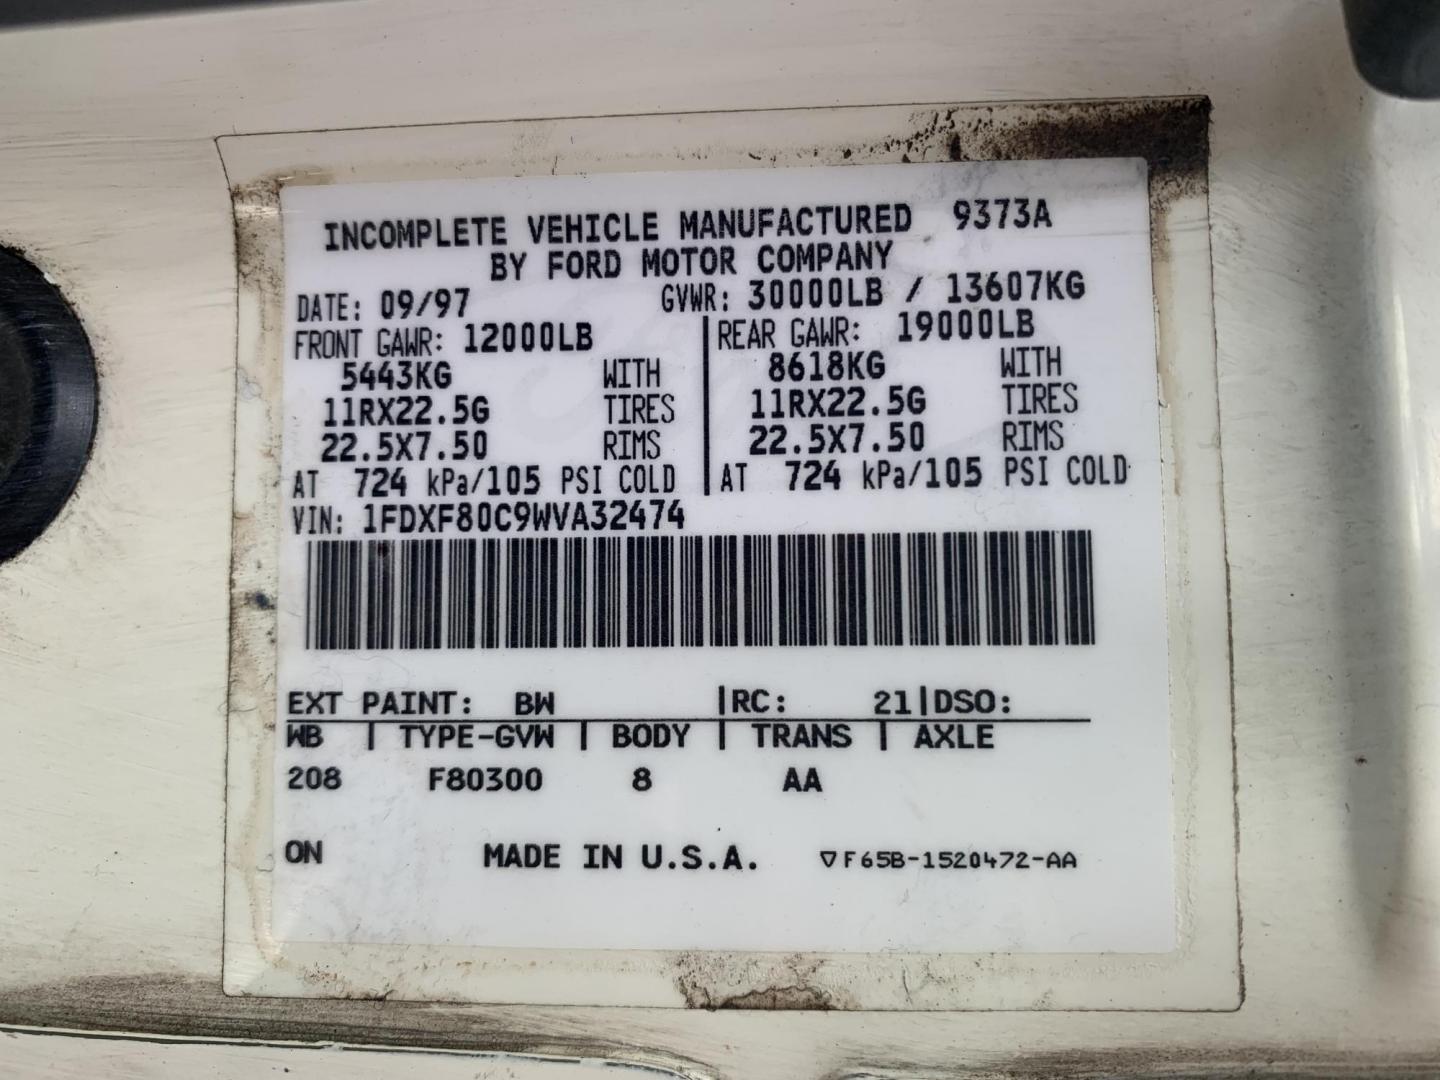 INCOMPLETE VEHICLE MANUFACTURED 9373A
BY FORD MOTOR COMPANY
DATE: 09/97 GVWR: 30000LB / 13607KG
FRONT GAWR: 12000LB REAR GAWR: 19000LB
5443KG WITH 8618KG WITH
11RX22.5G TIRES 11RX22.5G TIRES
22.5X7.50 RIMS 22.5X7.50 RIMS
AT 724 kPa/105 PSI COLD AT 724 kPa/105 PSI COLD
VIN: 1FDXF80C9WVA32474
EXT PAINT: BW |RC: 21|DSO:
WB | TYPE-GVW | BODY | TRANS | AXLE
208 F80300 8 AA
ON MADE IN U.S.A. ▽F65B-1520472-AA